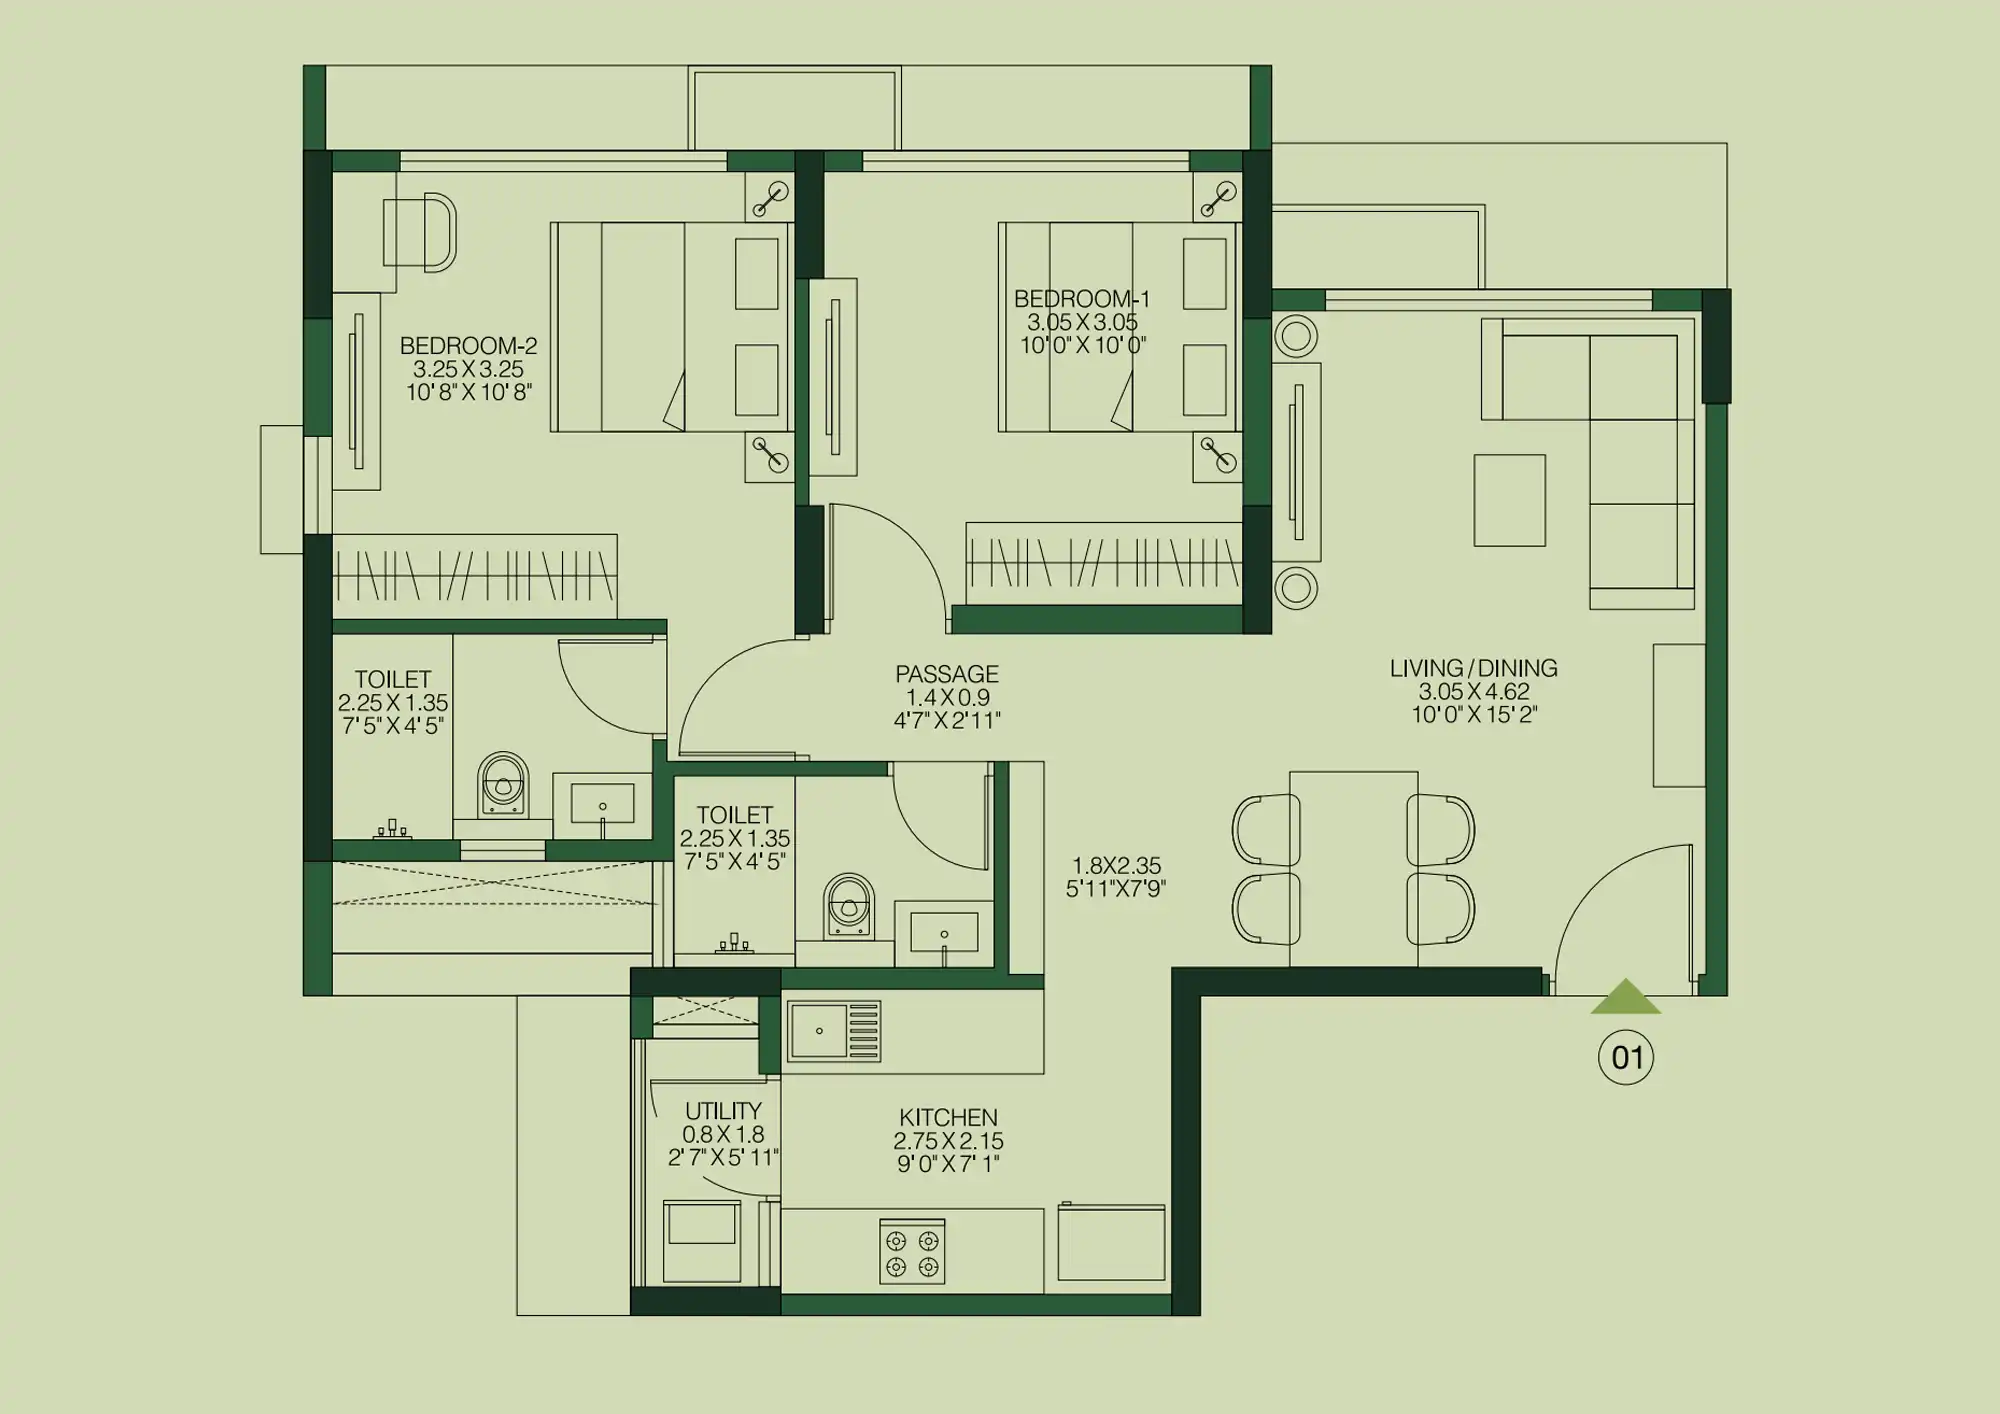 BEDROOM-1
3.05 X 3.05
10'0" X 10'0"
BEDROOM-2
3.25 X 3.25
10'8" X 10'8"
TOILET
2.25 X 1.35
7'5" X 4'5"
PASSAGE
1.4 X 0.9
4'7" X 2'11"
LIVING/DINING
3.05 X 4.62
10'0" X 15'2"
TOILET
2.25 X 1.35
7'5" X 4'5"
1.8X2.35
5'11"X7'9"
01
UTILITY
0.8 X 1.8
2'7" X 5'11"
KITCHEN
2.75 X 2.15
9'0" X 7'1"